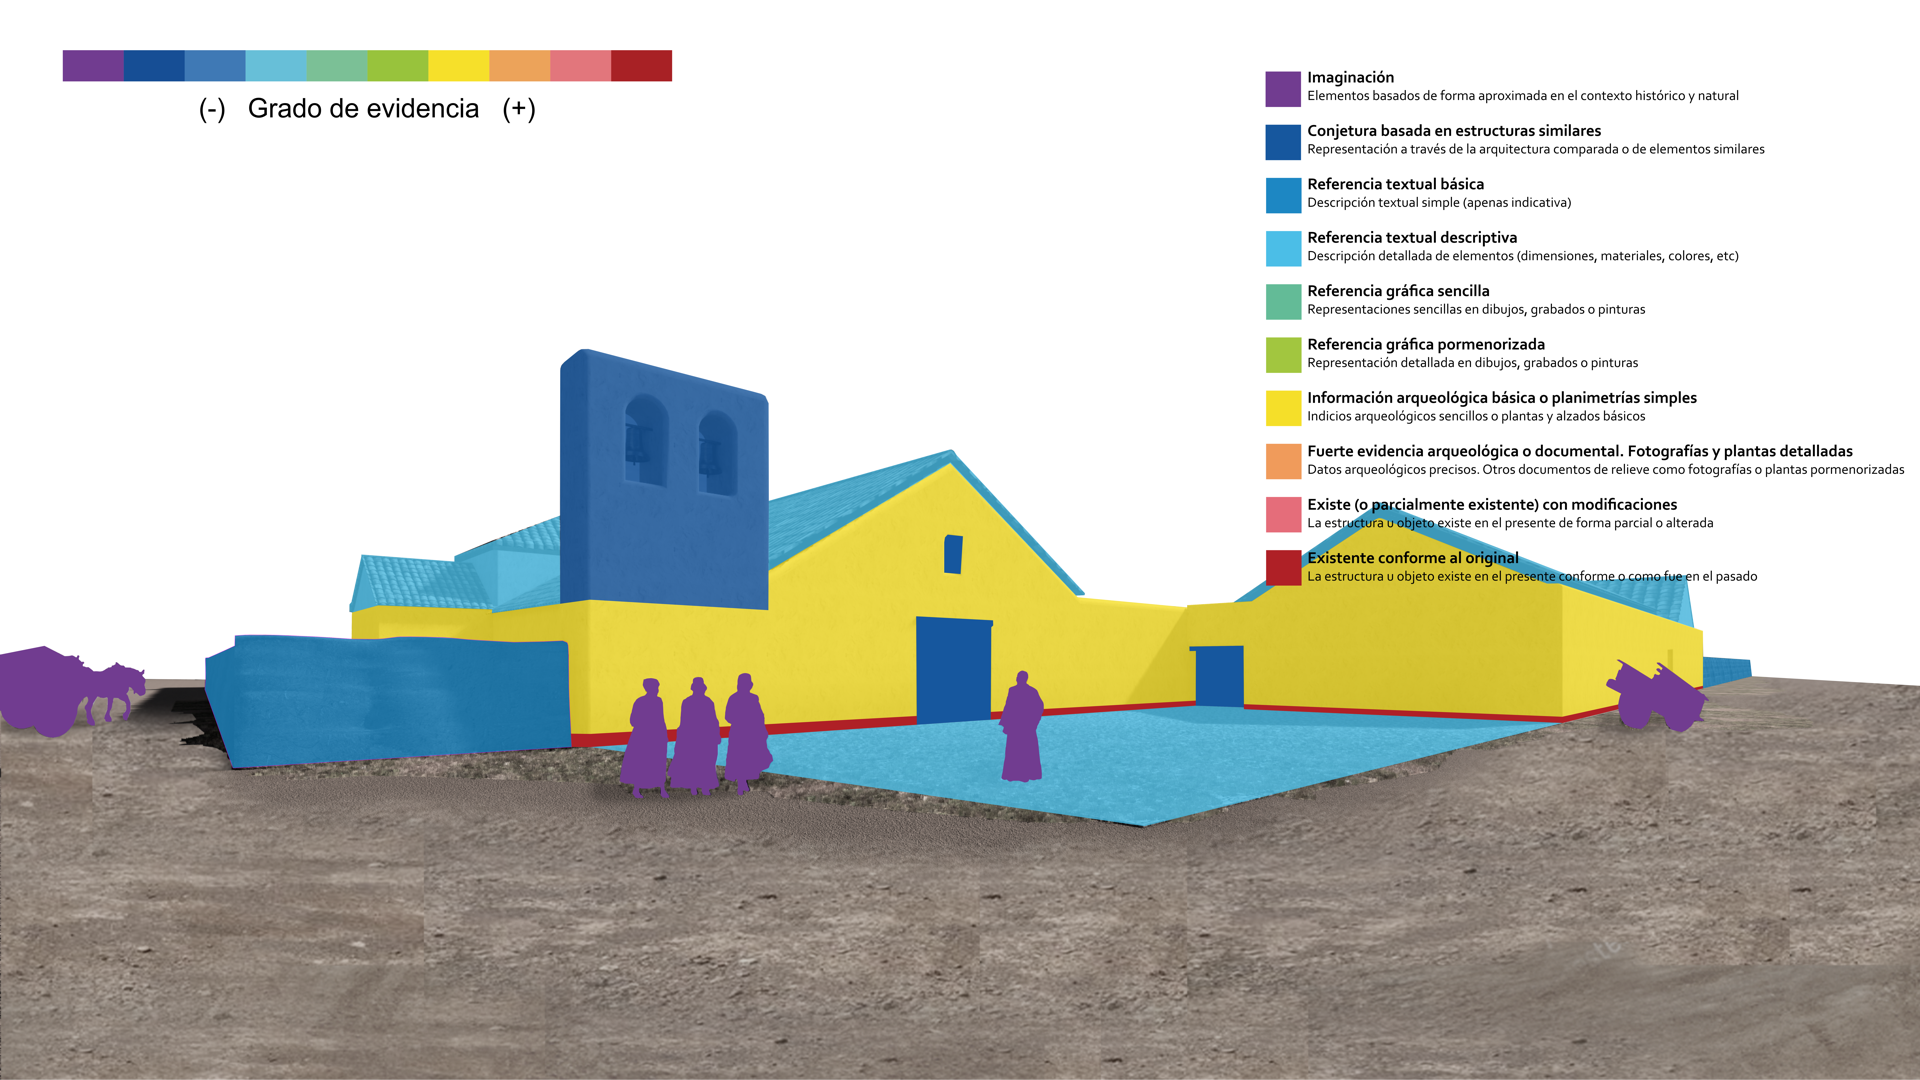 (-) Grado de evidencia (+)
Imaginación
Elementos basados de forma aproximada en el contexto histórico y natural
Conjetura basada en estructuras similares
Representación a través de la arquitectura comparada o de elementos similares
Referencia textual básica
Descripción textual simple (apenas indicativa)
Referencia textual descriptiva
Descripción detallada de elementos (dimensiones, materiales, colores, etc)
Referencia gráfica sencilla
Representaciones sencillas en dibujos, grabados o pinturas
Referencia gráfica pormenorizada
Representación detallada en dibujos, grabados o pinturas
Información arqueológica básica o planimetrías simples
Indicios arqueológicos sencillos o plantas y alzados básicos
Fuerte evidencia arqueológica o documental. Fotografías y plantas detalladas
Datos arqueológicos precisos. Otros documentos de relieve como fotografías o plantas pormenorizadas
Existe (o parcialmente existente) con modificaciones
La estructura u objeto existe en el presente de forma parcial o alterada
Existente conforme al original
La estructura u objeto existe en el presente conforme o como fue en el pasado